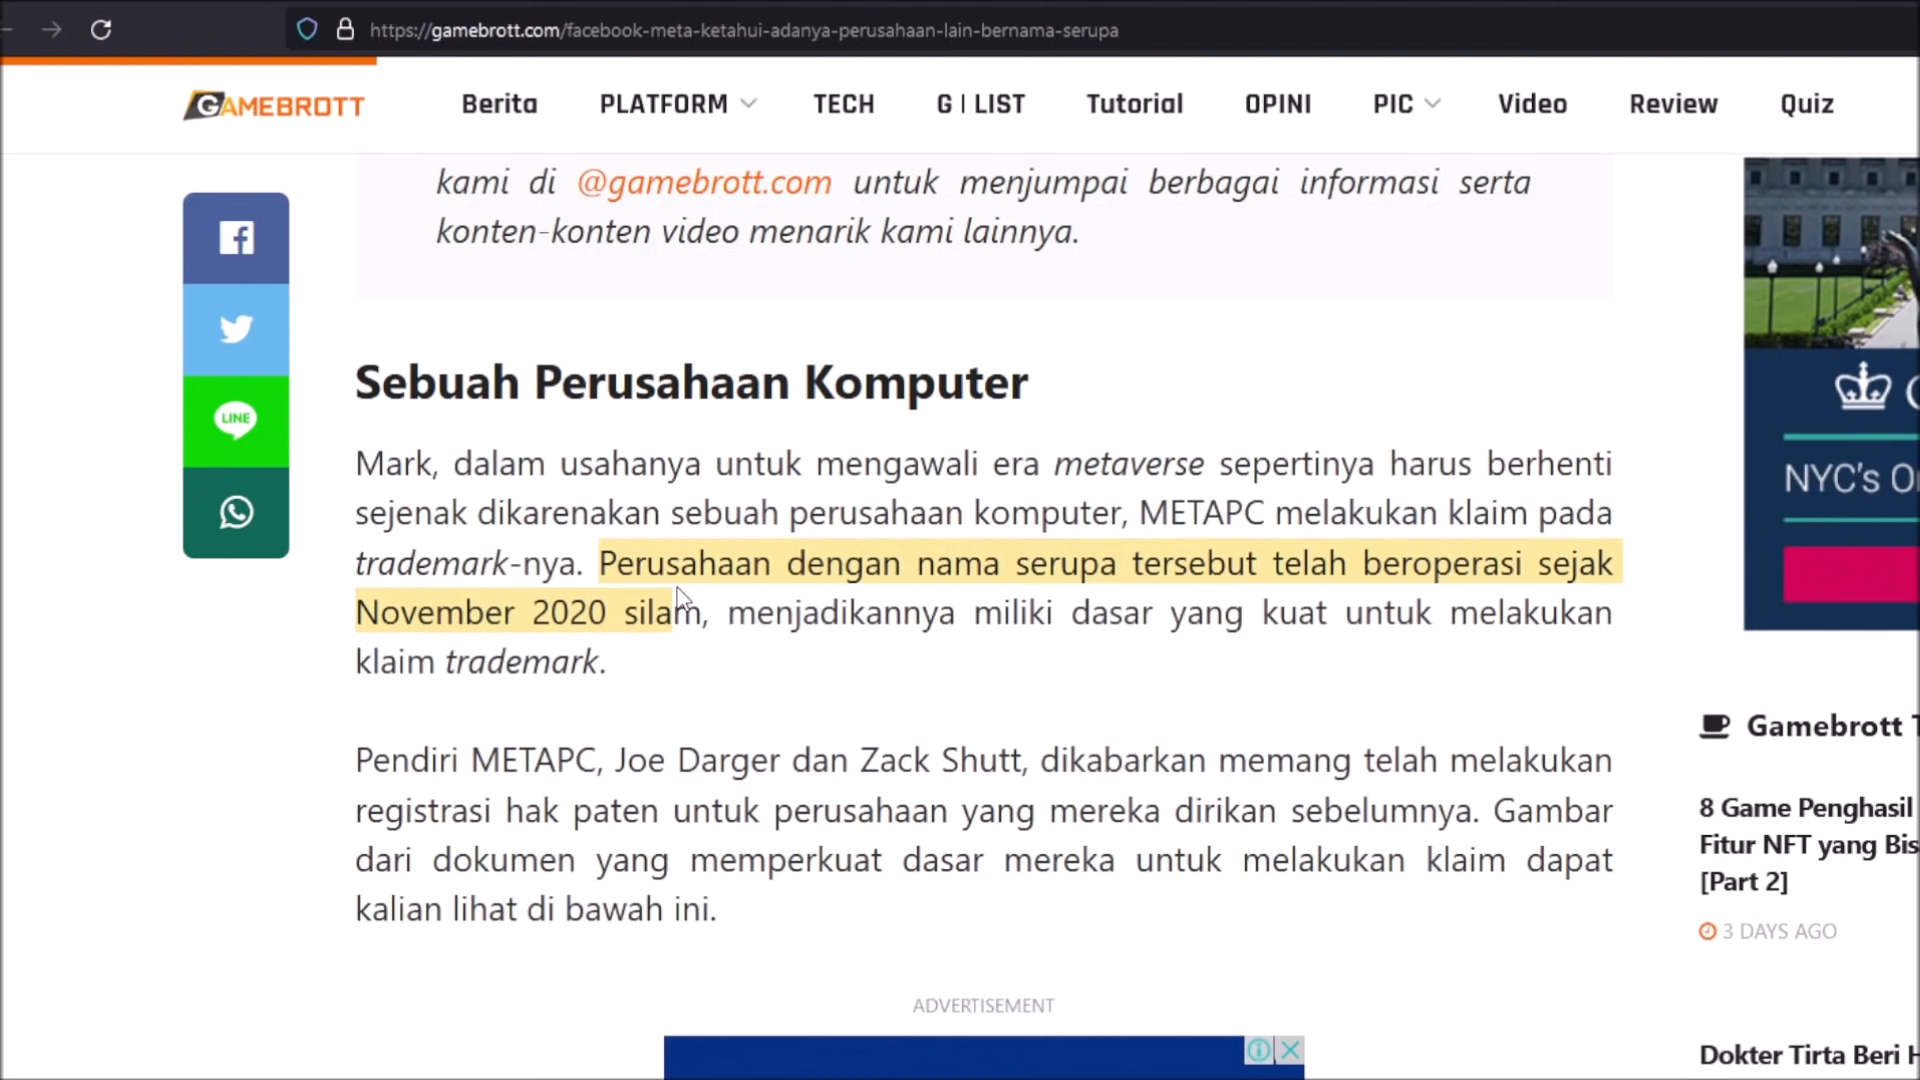 https://gamebrott.com/facebook-meta-ketahui-adanya-perusahaan-lain-bernama-serupa
GAMEBROTT
Berita
PLATFORM
TECH
G | LIST
Tutorial
OPINI
PIC
Video
Review
Quiz
kami di @gamebrott.com untuk menjumpai berbagai informasi serta
konten-konten video menarik kami lainnya.
LINE
Sebuah Perusahaan Komputer
Mark, dalam usahanya untuk mengawali era metaverse sepertinya harus berhenti
sejenak dikarenakan sebuah perusahaan komputer, METAPC melakukan klaim pada
trademark-nya. Perusahaan dengan nama serupa tersebut telah beroperasi sejak
November 2020 silam, menjadikannya miliki dasar yang kuat untuk melakukan
klaim trademark.
Pendiri METAPC, Joe Darger dan Zack Shutt, dikabarkan memang telah melakukan
registrasi hak paten untuk perusahaan yang mereka dirikan sebelumnya. Gambar
dari dokumen yang memperkuat dasar mereka untuk melakukan klaim dapat
kalian lihat di bawah ini.
ADVERTISEMENT
NYC's
Gamebrott
8 Game Penghasil
Fitur NFT yang
[Part 2]
3 DAYS AGO
Dokter Tirta Beri